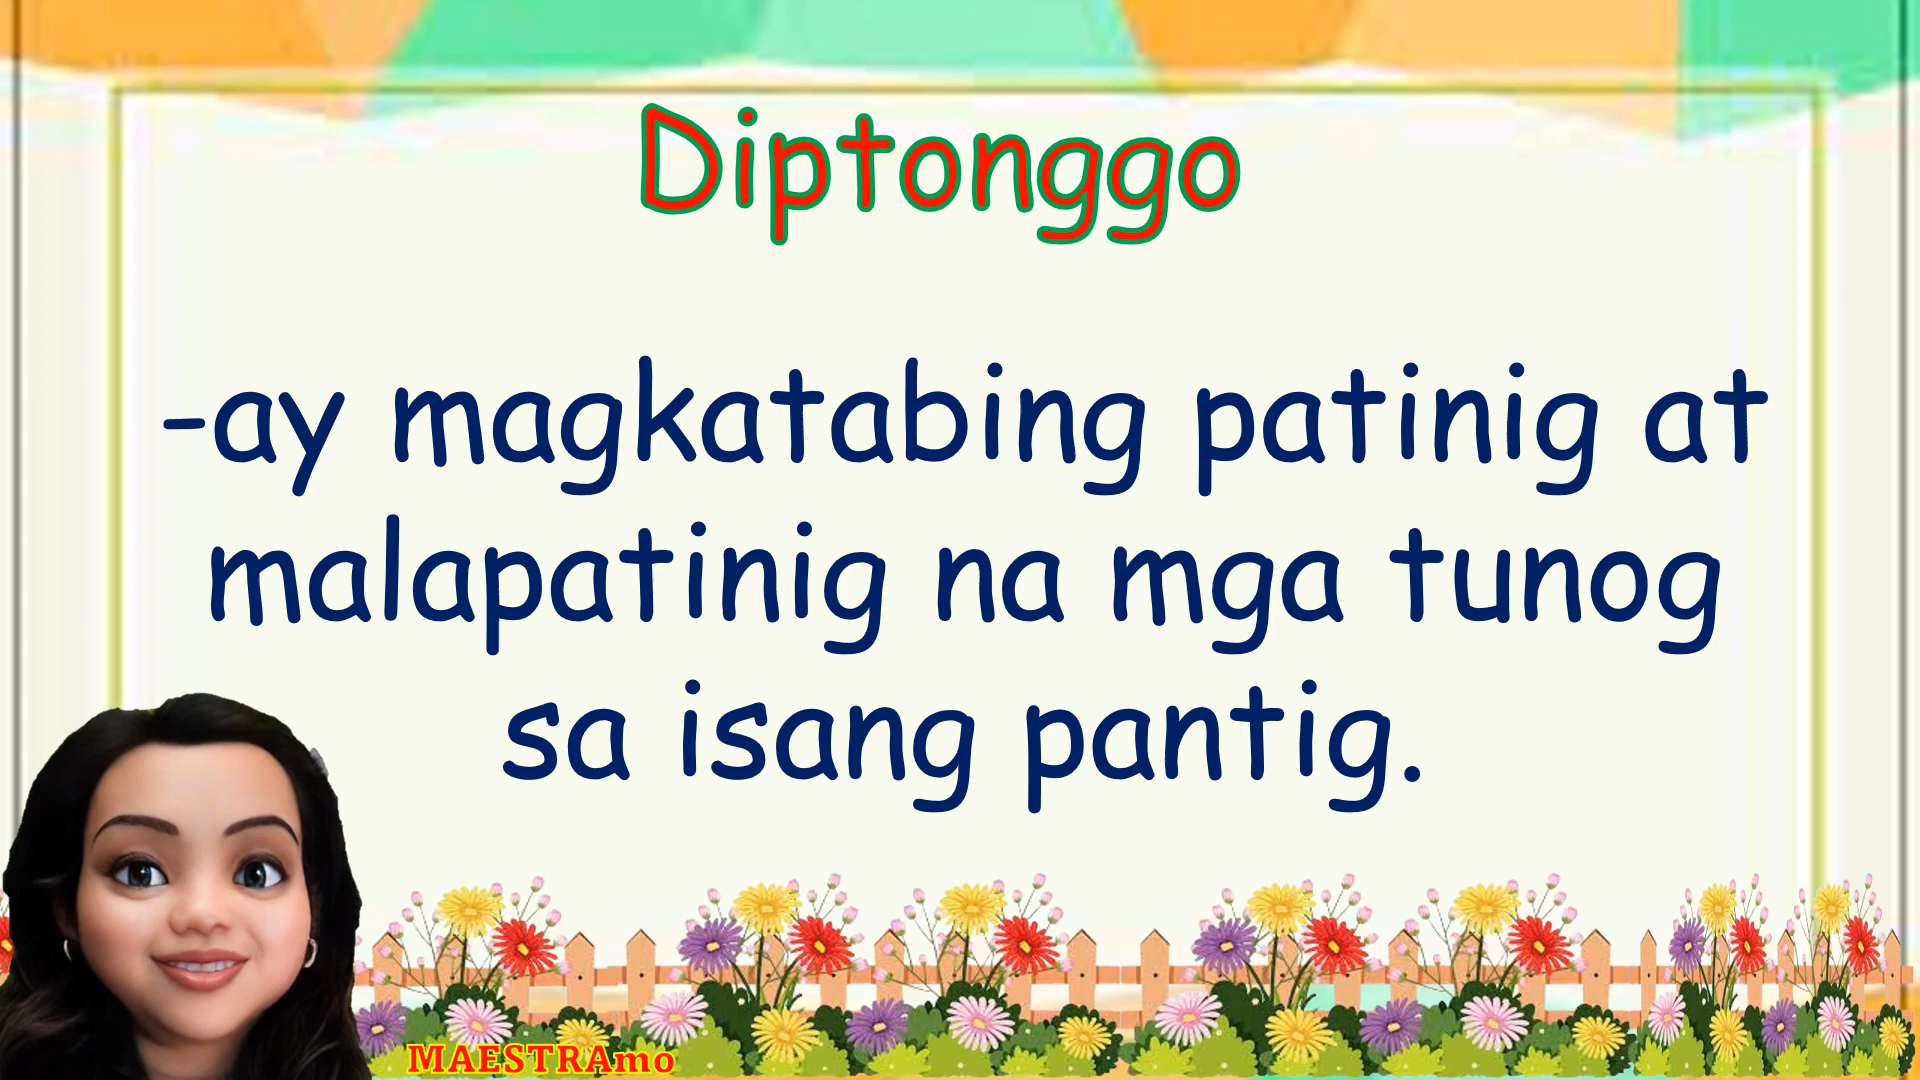 Diptonggo
-ay magkatabing patinig at
malapatinig na mga tunog
sa isang pantig.
MAESTRAmo